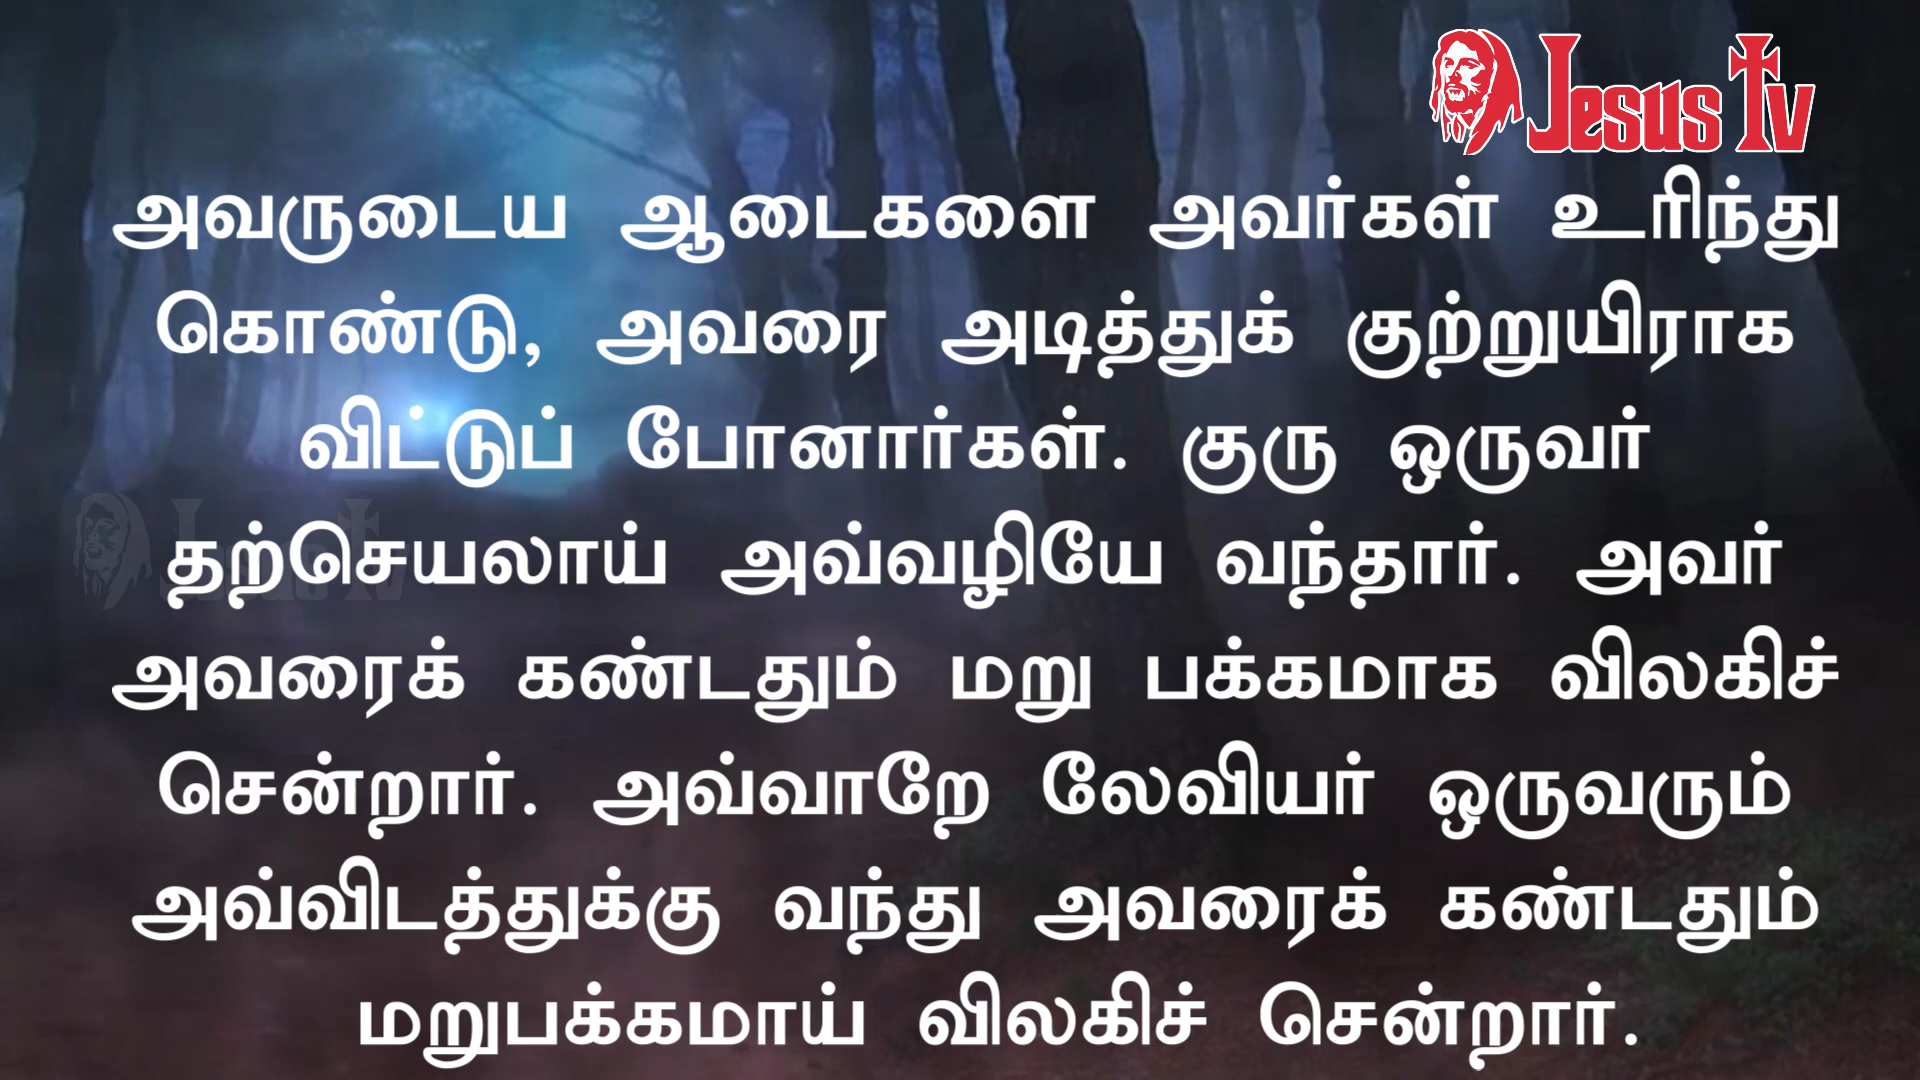 Jesus Tv
அவருடைய ஆடைகளை அவர்கள் உரிந்து
கொண்டு, அவரை அடித்துக் குற்றுயிராக
விட்டுப் போனார்கள். குரு ஒருவர்
தற்செயலாய் அவ்வழியே வந்தார். அவர்
அவரைக் கண்டதும் மறு பக்கமாக விலகிச்
சென்றார். அவ்வாறே லேவியர் ஒருவரும்
அவ்விடத்துக்கு வந்து அவரைக் கண்டதும்
மறுபக்கமாய் விலகிச் சென்றார்.
Jesus Tv